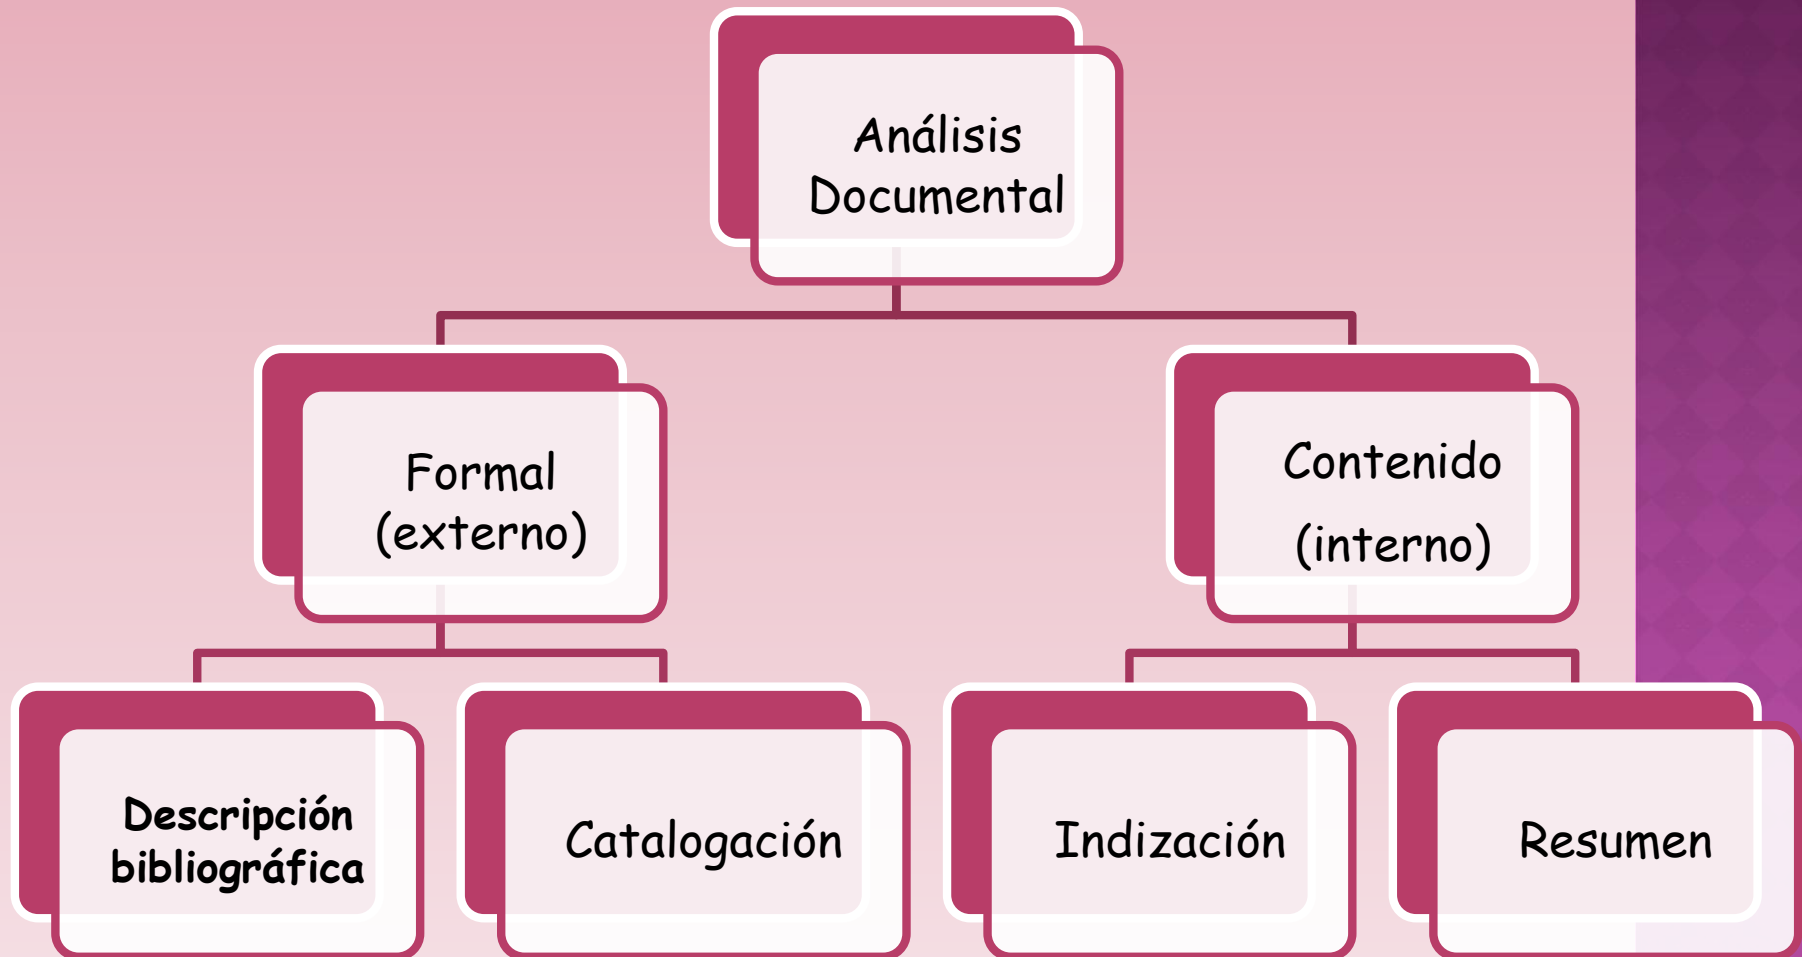 Análisis
Documental
Formal
(externo)
Contenido
(interno)
Descripción
bibliográfica
Catalogación
Indización
Resumen